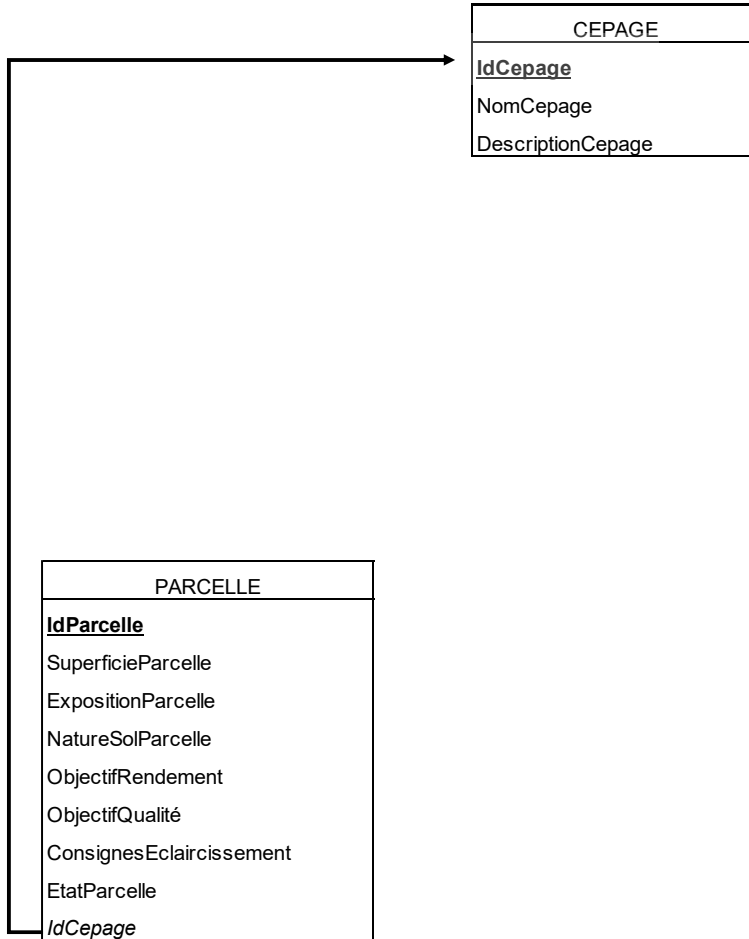 CEPAGE
IdCepage
NomCepage
DescriptionCepage
PARCELLE
IdParcelle
SuperficieParcelle
ExpositionParcelle
NatureSolParcelle
ObjectifRendement
ObjectifQualité
ConsignesEclaircissement
EtatParcelle
IdCepage